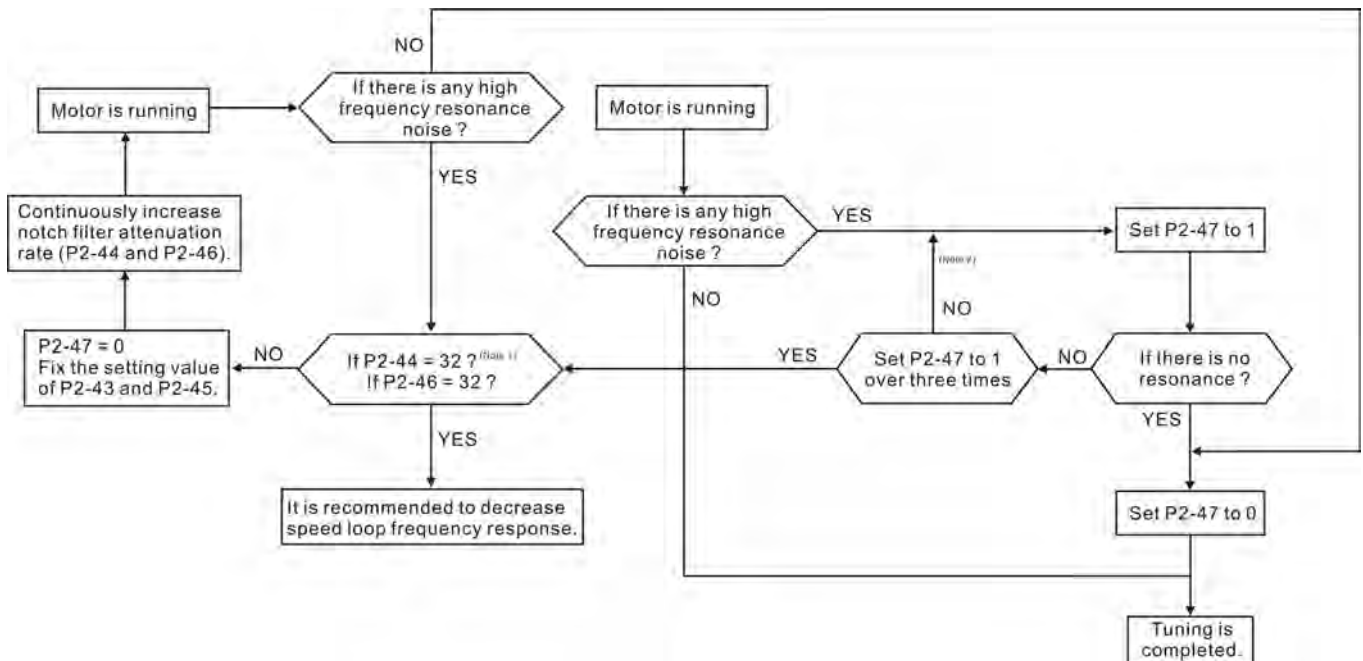 NO
If there is any high
frequency resonance
noise ?
YES
Motor is running
Continuously increase
notch filter attenuation
rate (P2-44 and P2-46).
P2-47 = 0
Fix the setting value
of P2-43 and P2-45.
NO
If P2-44 = 32 ? (Note 1)
If P2-46 = 32 ?
YES
It is recommended to decrease
speed loop frequency response.
Motor is running
If there is any high
frequency resonance
noise ?
YES
NO
Set P2-47 to 1
If there is no
resonance ?
NO
YES
Set P2-47 to 1
over three times
NO
YES
Set P2-47 to 0
Tuning is
completed.